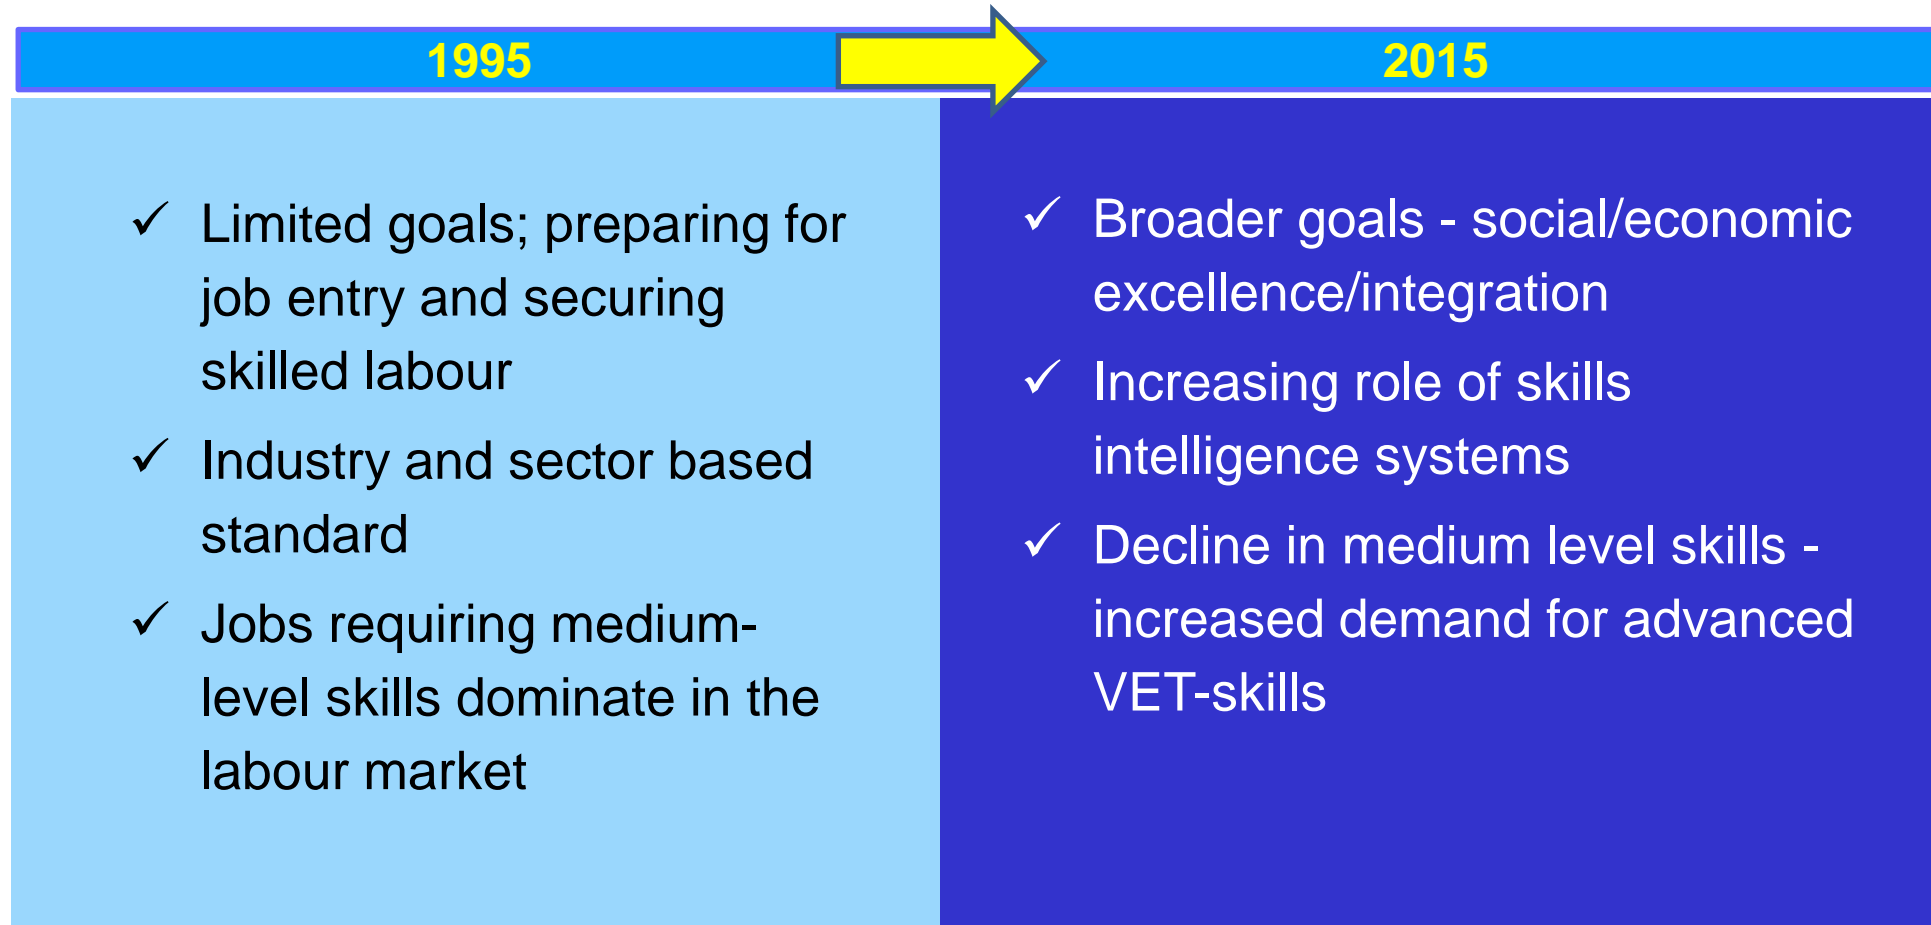 1995
2015
✓ Limited goals; preparing for
job entry and securing
skilled labour
✓ Industry and sector based
standard
✓ Jobs requiring medium-
level skills dominate in the
labour market
✓ Broader goals - social/economic
excellence/integration
✓ Increasing role of skills
intelligence systems
✓ Decline in medium level skills -
increased demand for advanced
VET-skills